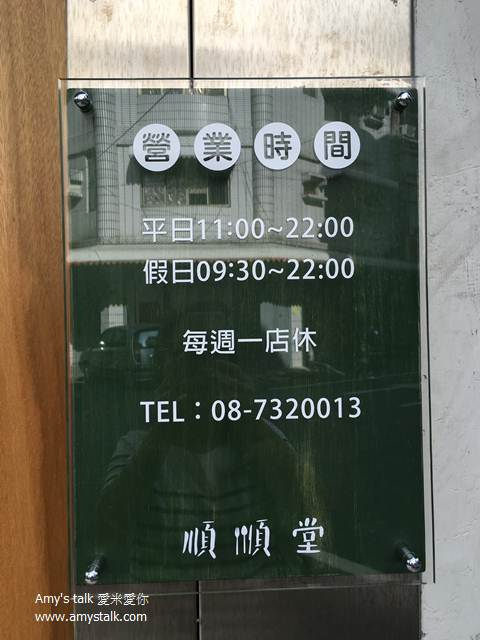 營業時間
平日11:00~22:00
假日09:30~22:00
每週一店休
TEL：08-7320013
順順堂
Amy's talk 愛米愛你
www.amystalk.com